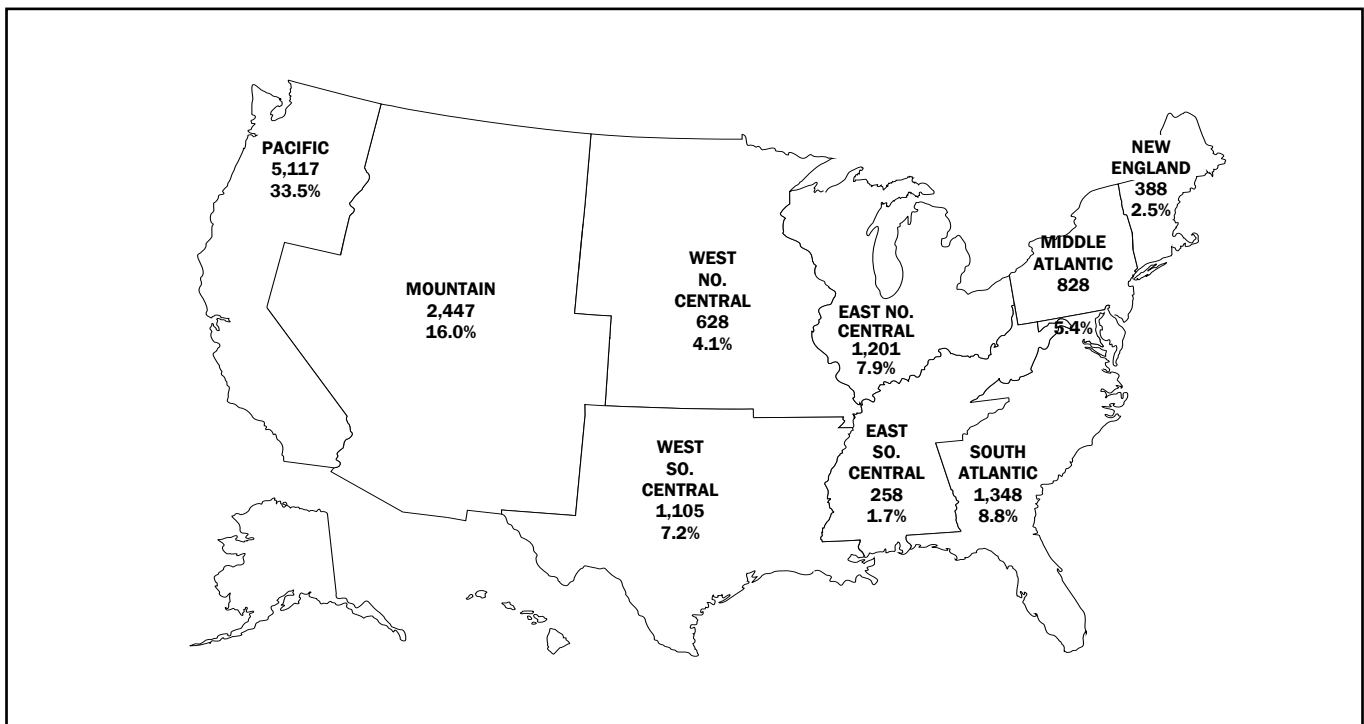 PACIFIC
5,117
33.5%
MOUNTAIN
2,447
16.0%
WEST
NO.
CENTRAL
628
4.1%
WEST
SO.
CENTRAL
1,105
7.2%
EAST NO.
CENTRAL
1,201
7.9%
EAST
SO.
CENTRAL
258
1.7%
SOUTH
ATLANTIC
1,348
8.8%
MIDDLE
ATLANTIC
828
5.4%
NEW
ENGLAND
388
2.5%